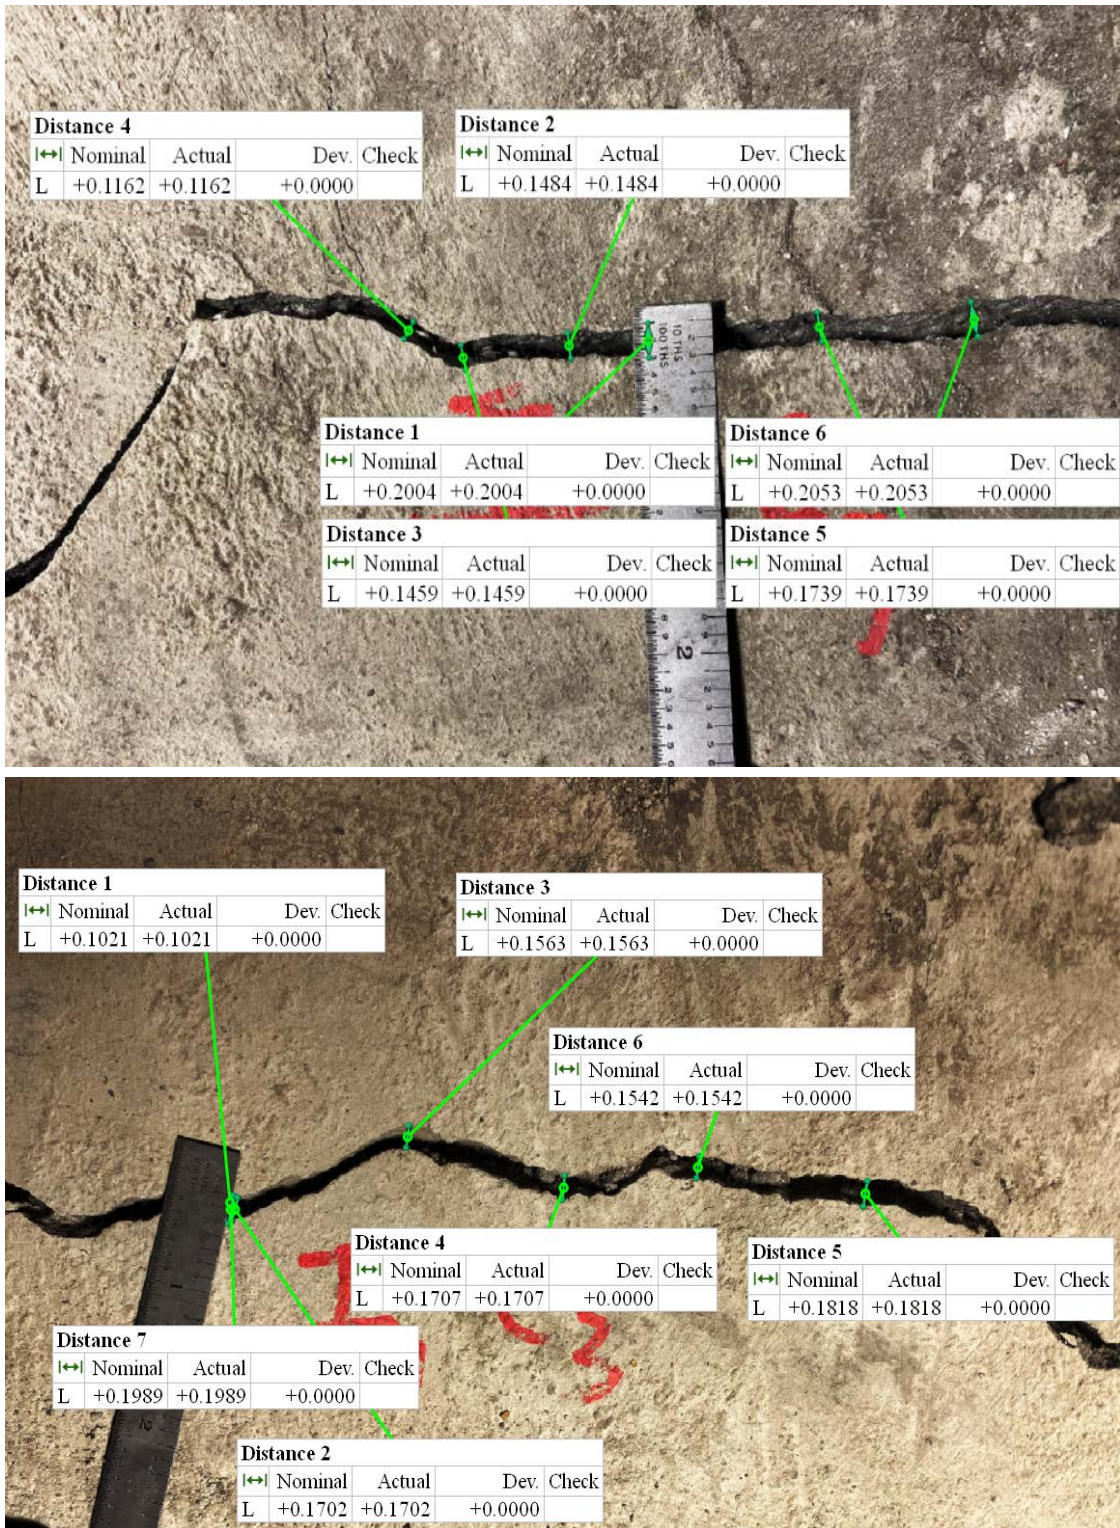 Distance 4
Nominal Actual Dev. Check
L +0.1162 +0.1162 +0.0000
Distance 2
Nominal Actual Dev. Check
L +0.1484 +0.1484 +0.0000
10 THS
100 THS
Distance 1
Nominal Actual Dev. Check
L +0.2004 +0.2004 +0.0000
Distance 6
Nominal Actual Dev. Check
L +0.2053 +0.2053 +0.0000
Distance 3
Nominal Actual Dev. Check
L +0.1459 +0.1459 +0.0000
Distance 5
Nominal Actual Dev. Check
L +0.1739 +0.1739 +0.0000
2
Distance 1
Nominal Actual Dev. Check
L +0.1021 +0.1021 +0.0000
Distance 3
Nominal Actual Dev. Check
L +0.1563 +0.1563 +0.0000
Distance 6
Nominal Actual Dev. Check
L +0.1542 +0.1542 +0.0000
1
Distance 4
Nominal Actual Dev. Check
L +0.1707 +0.1707 +0.0000
Distance 5
Nominal Actual Dev. Check
L +0.1818 +0.1818 +0.0000
Distance 7
Nominal Actual Dev. Check
L +0.1989 +0.1989 +0.0000
2
Distance 2
Nominal Actual Dev. Check
L +0.1702 +0.1702 +0.0000